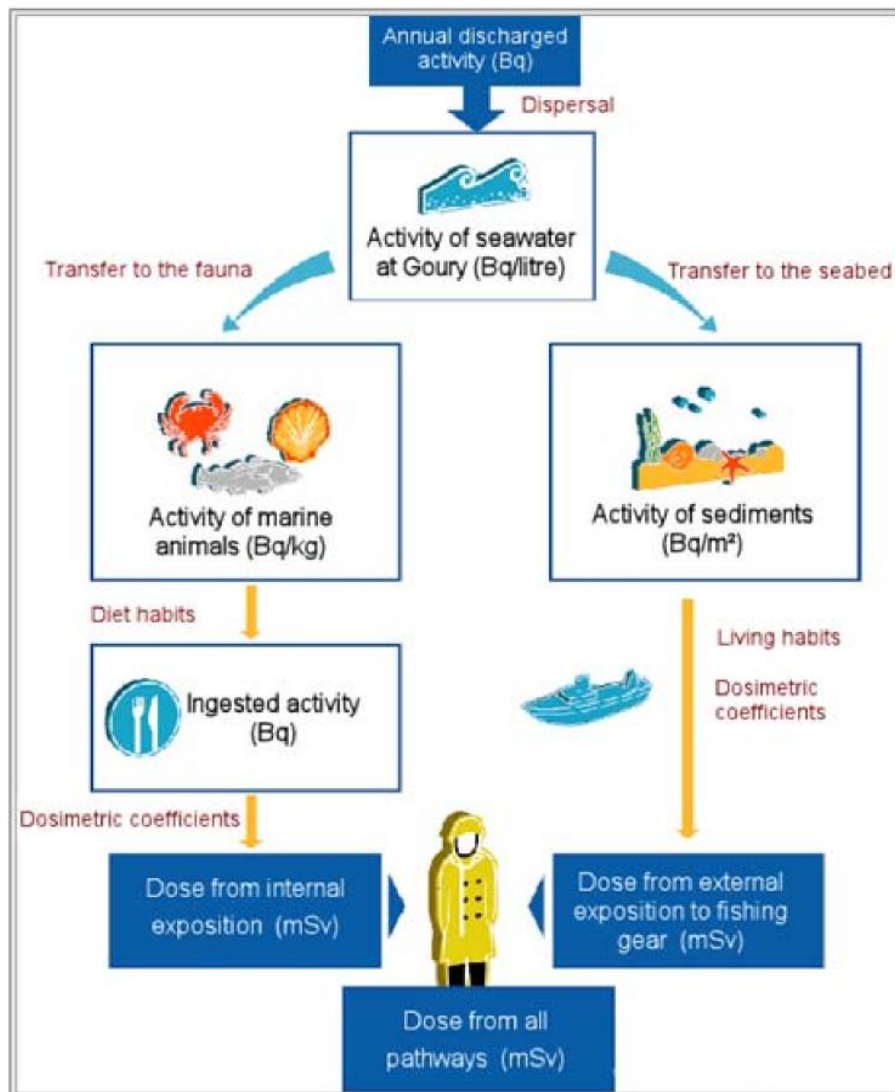 Annual discharged
activity (Bq)
Dispersal
Activity of seawater
at Goury (Bq/litre)
Transfer to the fauna
Transfer to the seabed
Activity of marine
animals (Bq/kg)
Activity of sediments
(Bq/m²)
Diet habits
Living habits
Dosimetric
coefficients
Ingested activity
(Bq)
Dosimetric coefficients
Dose from internal
exposition (mSv)
Dose from external
exposition to fishing
gear (mSv)
Dose from all
pathways (mSv)